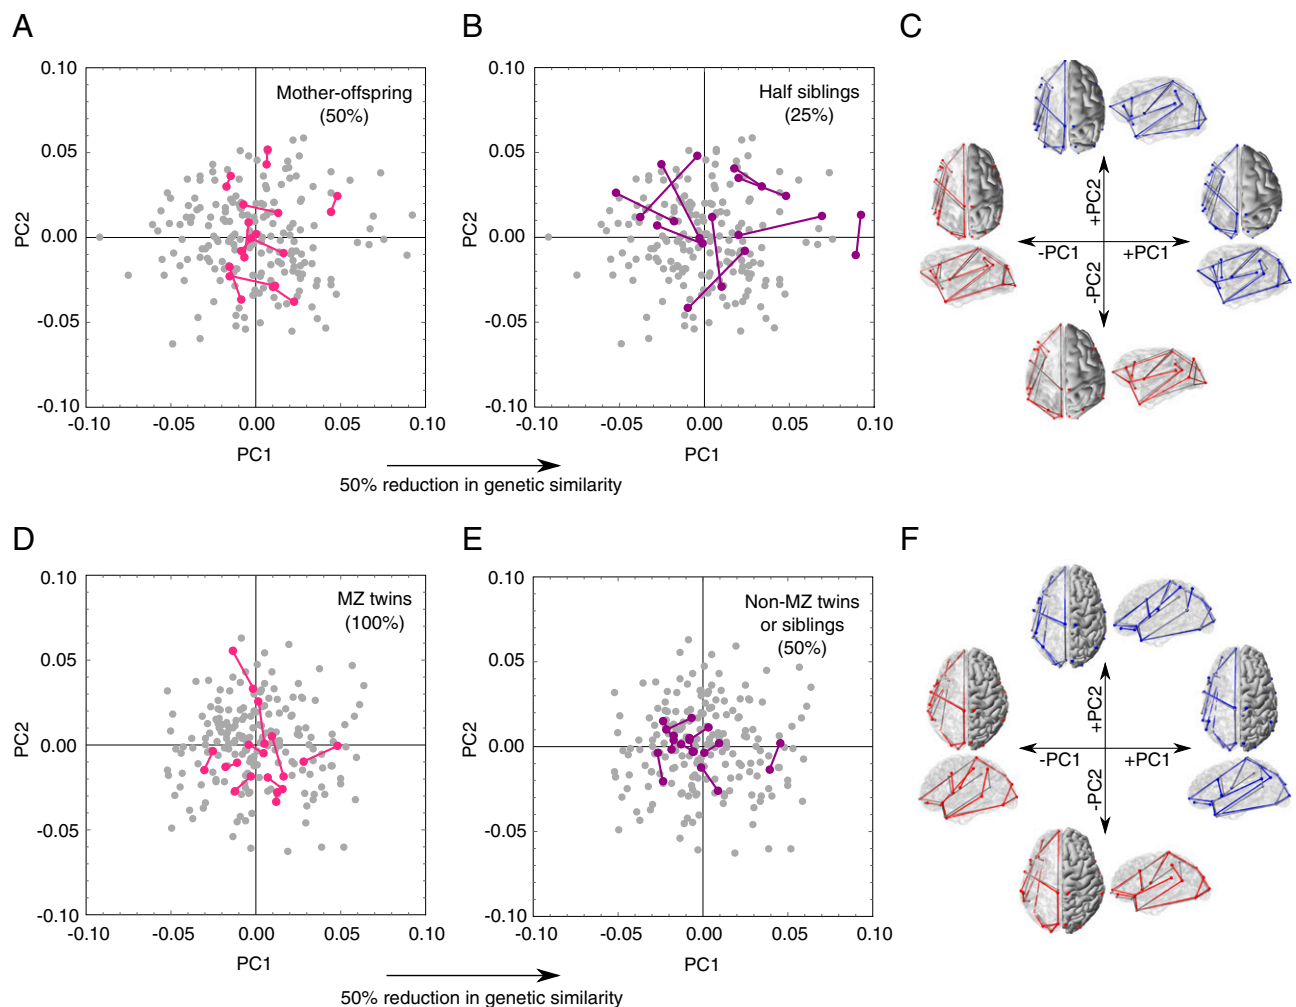 A
B
C
0.10
0.05
0.00
-0.05
-0.10
PC2
Mother-offspring
(50%)
-0.10
-0.05
0.00
0.05
0.10
PC1
0.10
0.05
0.00
-0.05
-0.10
PC2
Half siblings
(25%)
-0.10
-0.05
0.00
0.05
0.10
PC1
50% reduction in genetic similarity
+PC2
-PC1
+PC1
-PC2
D
E
F
0.10
0.05
0.00
-0.05
-0.10
PC2
MZ twins
(100%)
-0.10
-0.05
0.00
0.05
0.10
PC1
0.10
0.05
0.00
-0.05
-0.10
PC2
Non-MZ twins
or siblings
(50%)
-0.10
-0.05
0.00
0.05
0.10
PC1
50% reduction in genetic similarity
+PC2
-PC1
+PC1
-PC2